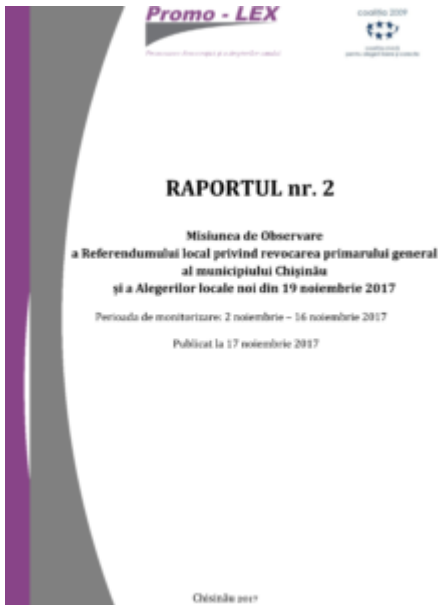 Promo - LEX
coaliția 2009
RAPORTUL nr. 2
Misiunea de Observare
a Referendumului local privind revocarea primarului general
al municipiului Chișinău
și a Alegerilor locale noi din 19 noiembrie 2017
Perioada de monitorizare: 2 noiembrie – 16 noiembrie 2017
Publicat la 17 noiembrie 2017
Chișinău 2017